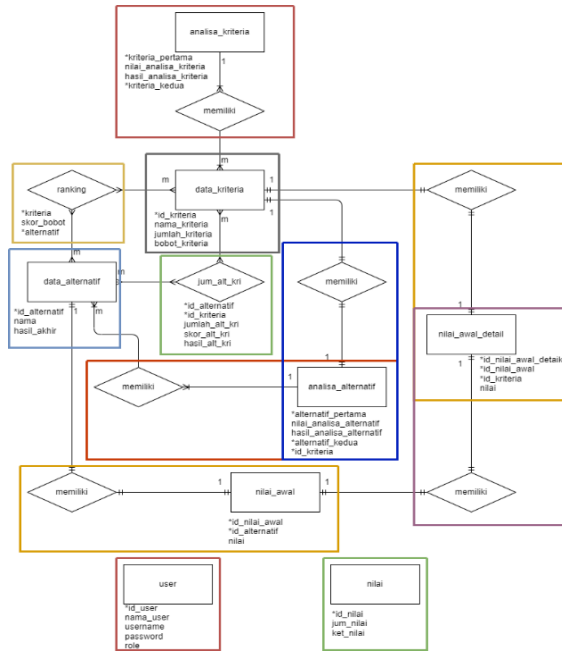 analisa_kriteria
*kriteria_pertama
nilai_analisa_kriteria
hasil_analisa_kriteria
*kriteria_kedua
1
memiliki
m
ranking
m
data_kriteria
1
1
memiliki
*kriteria
skor_bobot
*alternatif
*id_kriteria
nama_kriteria
jumlah_kriteria
bobot_kriteria
m
m
data_alternatif
m
jum_alt_kri
memiliki
*id_alternatif
nama
hasil_akhir
1
m
*id_alternatif
*id_kriteria
jumlah_alt_kri
skor_alt_kri
hasil_alt_kri
1
nilai_awal_detail
1
*id_nilai_awal_detaik
*id_nilai_awal
*id_kriteria
nilai
memiliki
1
1
analisa_alternatif
*alternatif_pertama
nilai_analisa_alternatif
hasil_analisa_alternatif
*alternatif_kedua
*id_kriteria
memiliki
1
nilai_awal
1
memiliki
*id_nilai_awal
*id_alternatif
nilai
user
*id_user
nama_user
username
password
role
nilai
*id_nilai
jum_nilai
ket_nilai